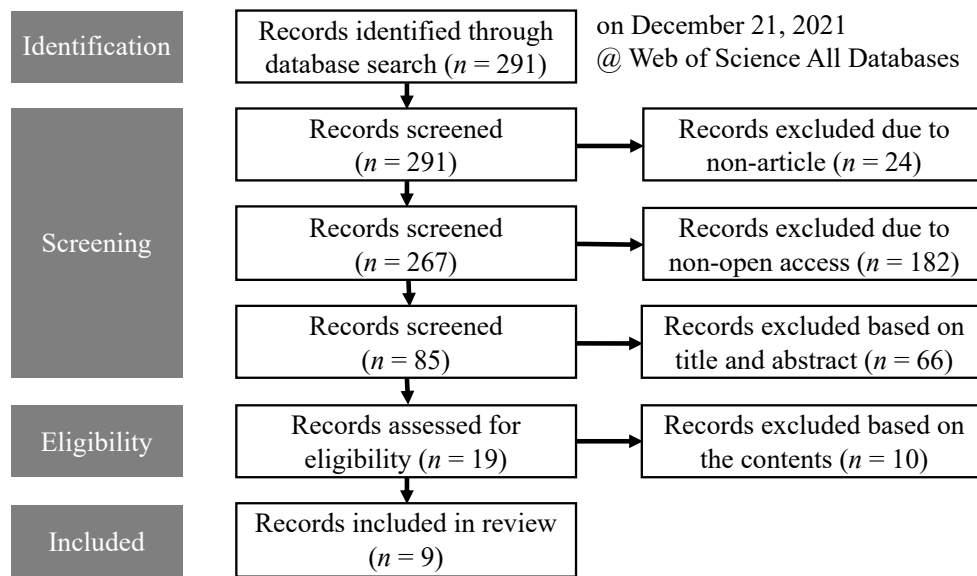 Identification
Records identified through
database search (n = 291)
on December 21, 2021
@ Web of Science All Databases
Screening
Records screened
(n = 291)
Records excluded due to
non-article (n = 24)
Records screened
(n = 267)
Records excluded due to
non-open access (n = 182)
Records screened
(n = 85)
Records excluded based on
title and abstract (n = 66)
Eligibility
Records assessed for
eligibility (n = 19)
Records excluded based on
the contents (n = 10)
Included
Records included in review
(n = 9)